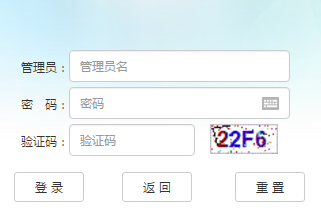 管理员： 管理员名
密 码： 密码
验证码： 验证码 22F6
登 录 返 回 重 置